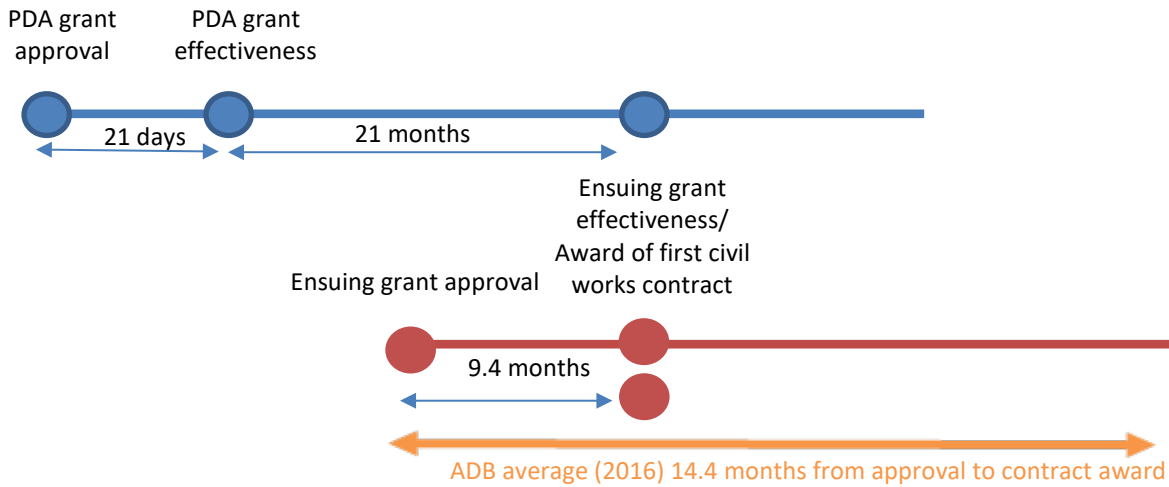 PDA grant
approval
PDA grant
effectiveness
21 days
21 months
Ensuing grant
effectiveness/
Award of first civil
works contract
Ensuing grant approval
9.4 months
ADB average (2016) 14.4 months from approval to contract award